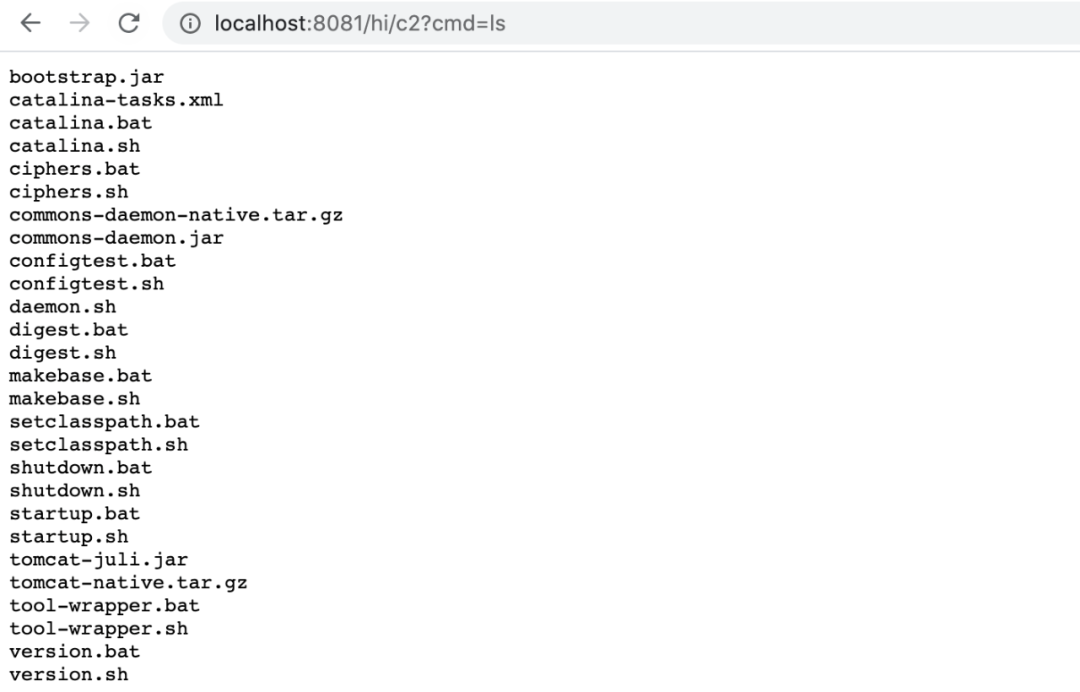 localhost:8081/hi/c2?cmd=ls
bootstrap.jar
catalina-tasks.xml
catalina.bat
catalina.sh
ciphers.bat
ciphers.sh
commons-daemon-native.tar.gz
commons-daemon.jar
configtest.bat
configtest.sh
daemon.sh
digest.bat
digest.sh
makebase.bat
makebase.sh
setclasspath.bat
setclasspath.sh
shutdown.bat
shutdown.sh
startup.bat
startup.sh
tomcat-juli.jar
tomcat-native.tar.gz
tool-wrapper.bat
tool-wrapper.sh
version.bat
version.sh